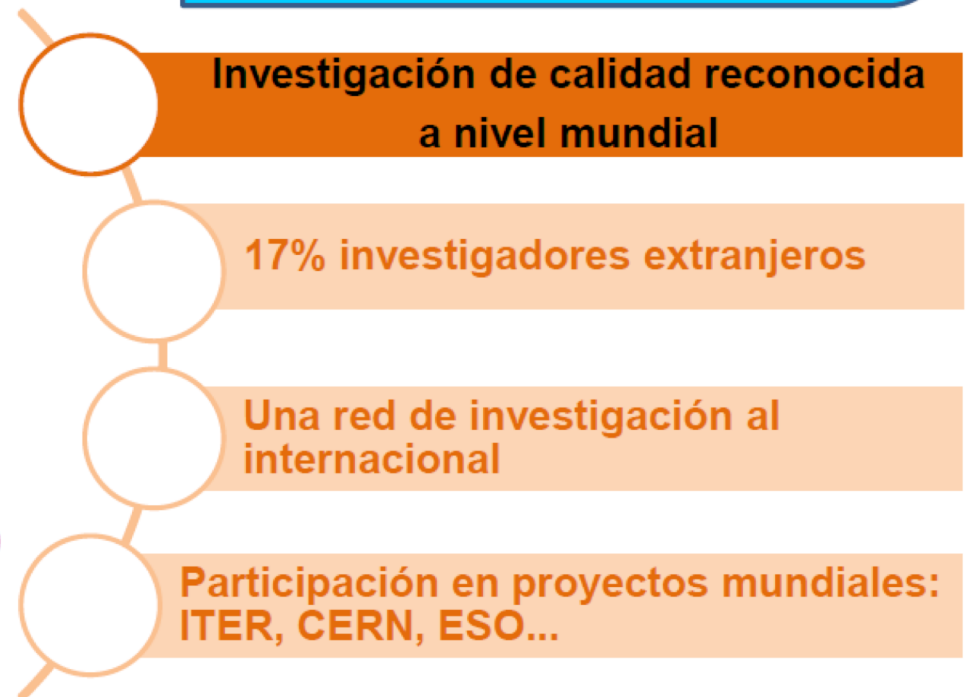 Investigación de calidad reconocida
a nivel mundial
17% investigadores extranjeros
Una red de investigación al
internacional
Participación en proyectos mundiales:
ITER, CERN, ESO...